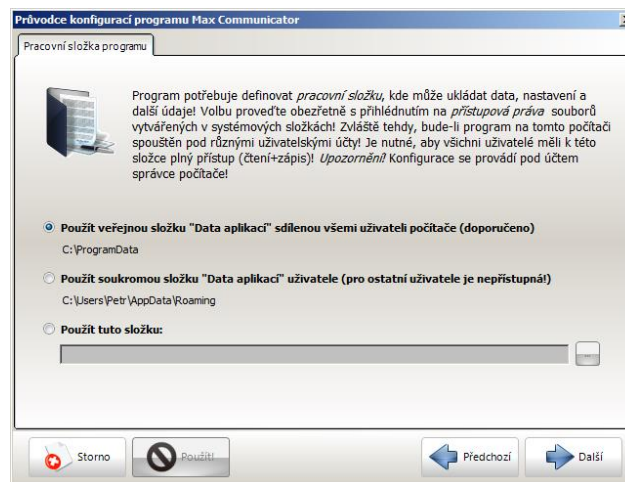 Průvodce konfigurací programu Max Communicator
Pracovní složka programu
Program potřebuje definovat pracovní složku, kde může ukládat data, nastavení a
další údaje! Volbu proveďte obezřetně s přihlédnutím na přístupová práva souborů
vytvářených v systémových složkách! Zvláště tehdy, bude-li program na tomto počítači
spouštěn pod různými uživatelskými účty! Je nutné, aby všichni uživatelé měli k této
složce plný přístup (čtení+zápis)! Upozornění! Konfigurace se provádí pod účtem
správce počítače!
Použít veřejnou složku "Data aplikací" sdílenou všemi uživateli počítače (doporučeno)
C:\ProgramData
Použít soukromou složku "Data aplikací" uživatele (pro ostatní uživatele je nepřístupná!)
C:\Users\Petr\AppData\Roaming
Použít tuto složku:
...
Storno
Použítí
Předchozí
Další